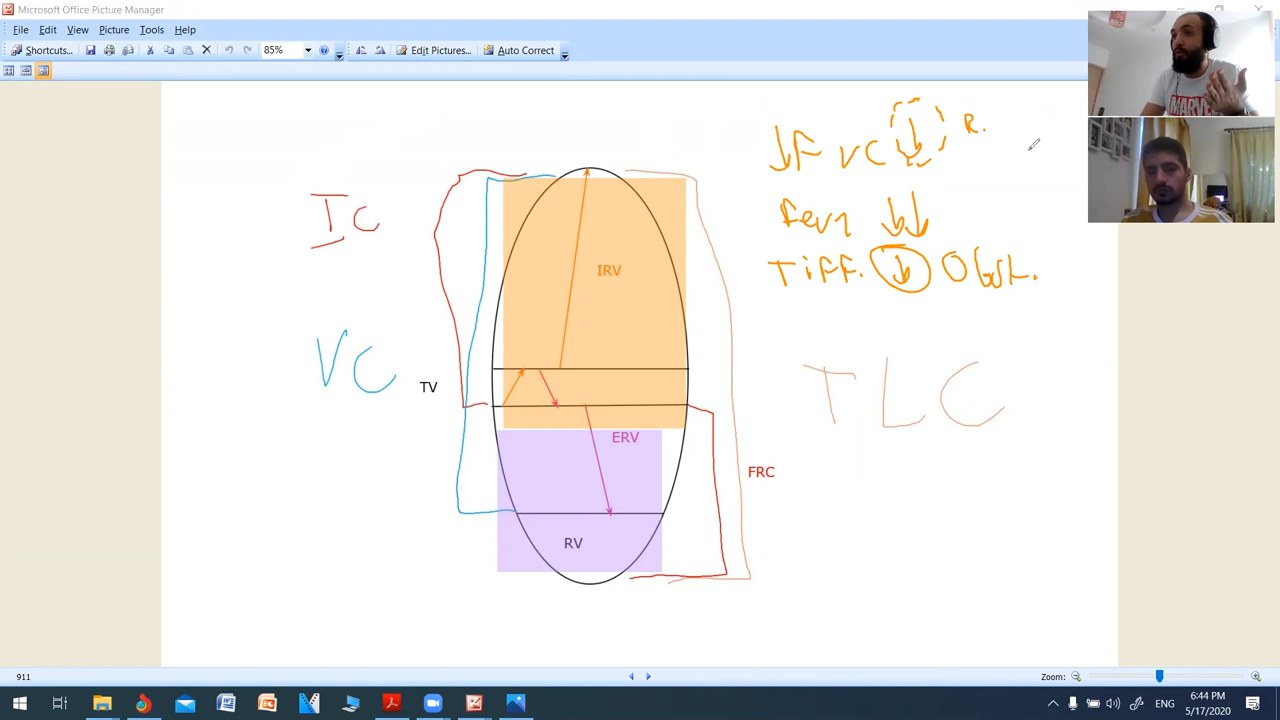 Microsoft Office Picture Manager
File Edit View Picture Tools Help
Shortcuts... 85% Edit Pictures... Auto Correct
MARVEL
↓F VC ↓ R.
Fev1 ↓↓
Tiff. ↓ Obst.
IC
IRV
VC
TV
TLC
ERV
FRC
RV
911
Zoom:
ENG
6:44 PM
5/17/2020